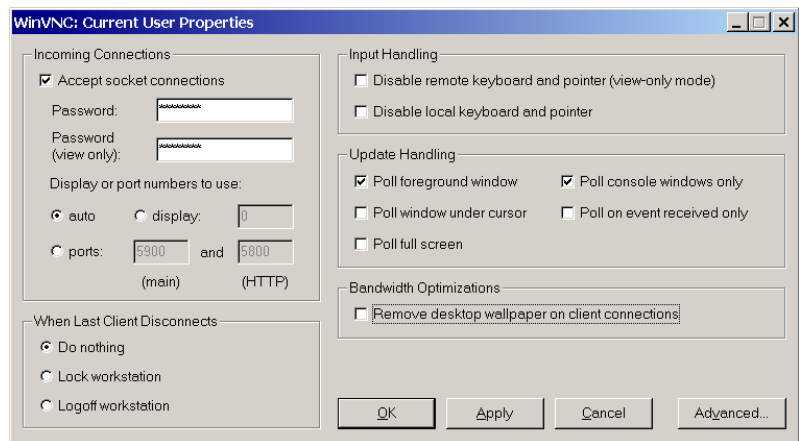 WinVNC: Current User Properties
Incoming Connections
Accept socket connections
Password: *********
Password
(view only): *********
Display or port numbers to use:
auto display: 0
ports: 5900 and 5800
(main) (HTTP)
When Last Client Disconnects
Do nothing
Lock workstation
Logoff workstation
Input Handling
Disable remote keyboard and pointer (view-only mode)
Disable local keyboard and pointer
Update Handling
Poll foreground window Poll console windows only
Poll window under cursor Poll on event received only
Poll full screen
Bandwidth Optimizations
Remove desktop wallpaper on client connections
OK Apply Cancel Advanced...